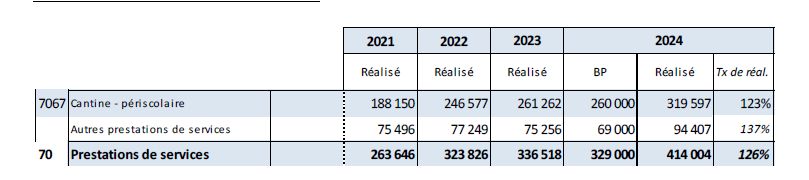 2021 2022 2023 2024
Réalisé Réalisé Réalisé BP Réalisé Tx de réal.
7067 Cantine - périscolaire 188 150 246 577 261 262 260 000 319 597 123%
Autres prestations de services 75 496 77 249 75 256 69 000 94 407 137%
70 Prestations de services 263 646 323 826 336 518 329 000 414 004 126%